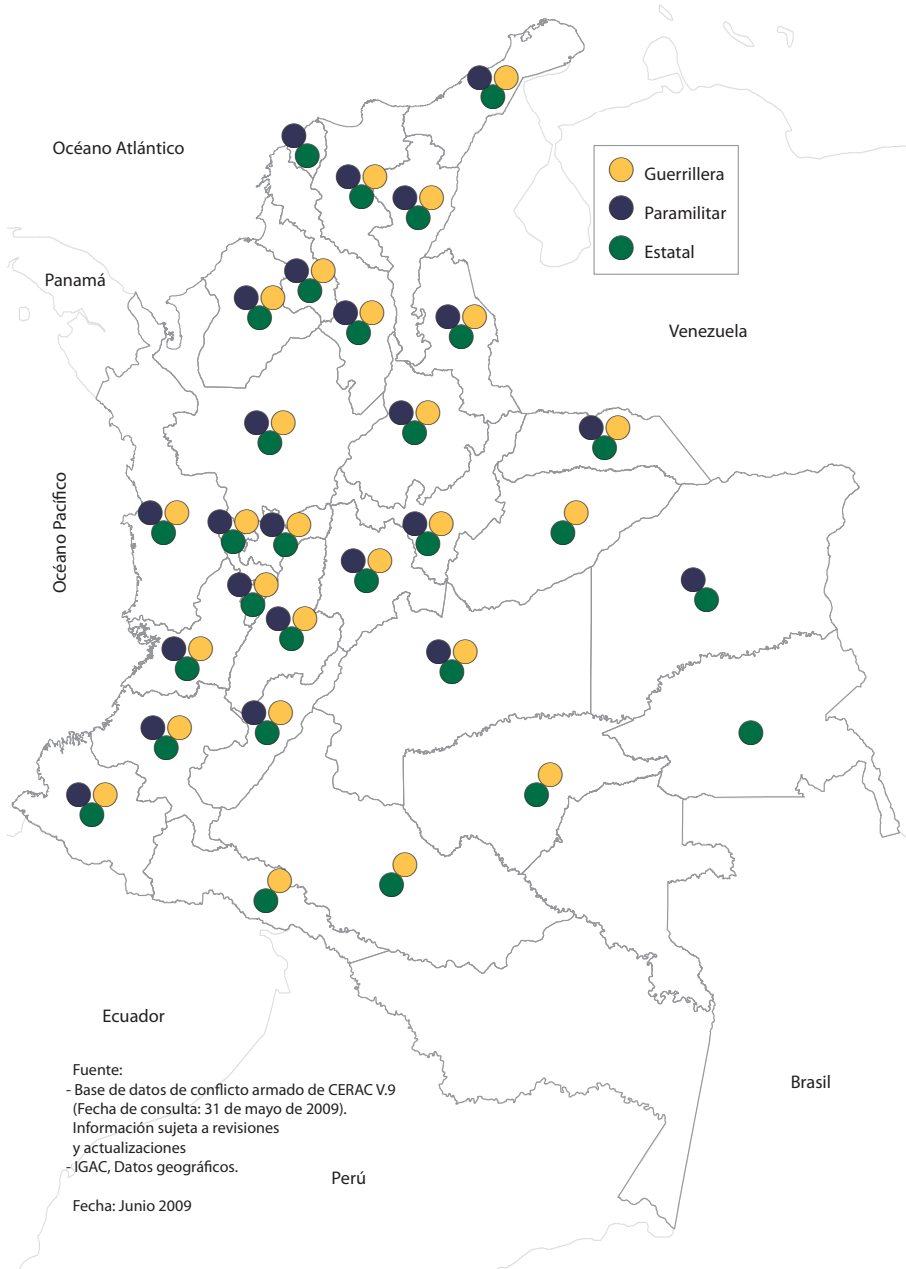 Océano Atlántico
Guerrillera
Paramilitar
Estatal
Panamá
Venezuela
Océano Pacífico
Ecuador
Fuente:
- Base de datos de conflicto armado de CERAC V.9
(Fecha de consulta: 31 de mayo de 2009).
Información sujeta a revisiones
y actualizaciones
- IGAC, Datos geográficos.
Fecha: Junio 2009
Brasil
Perú